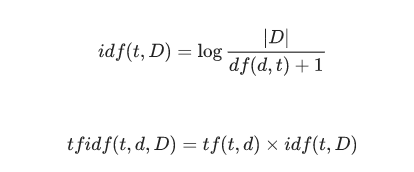 idf(t, D) = log |D| / df(d, t) + 1
tfidf(t, d, D) = tf(t, d) × idf(t, D)